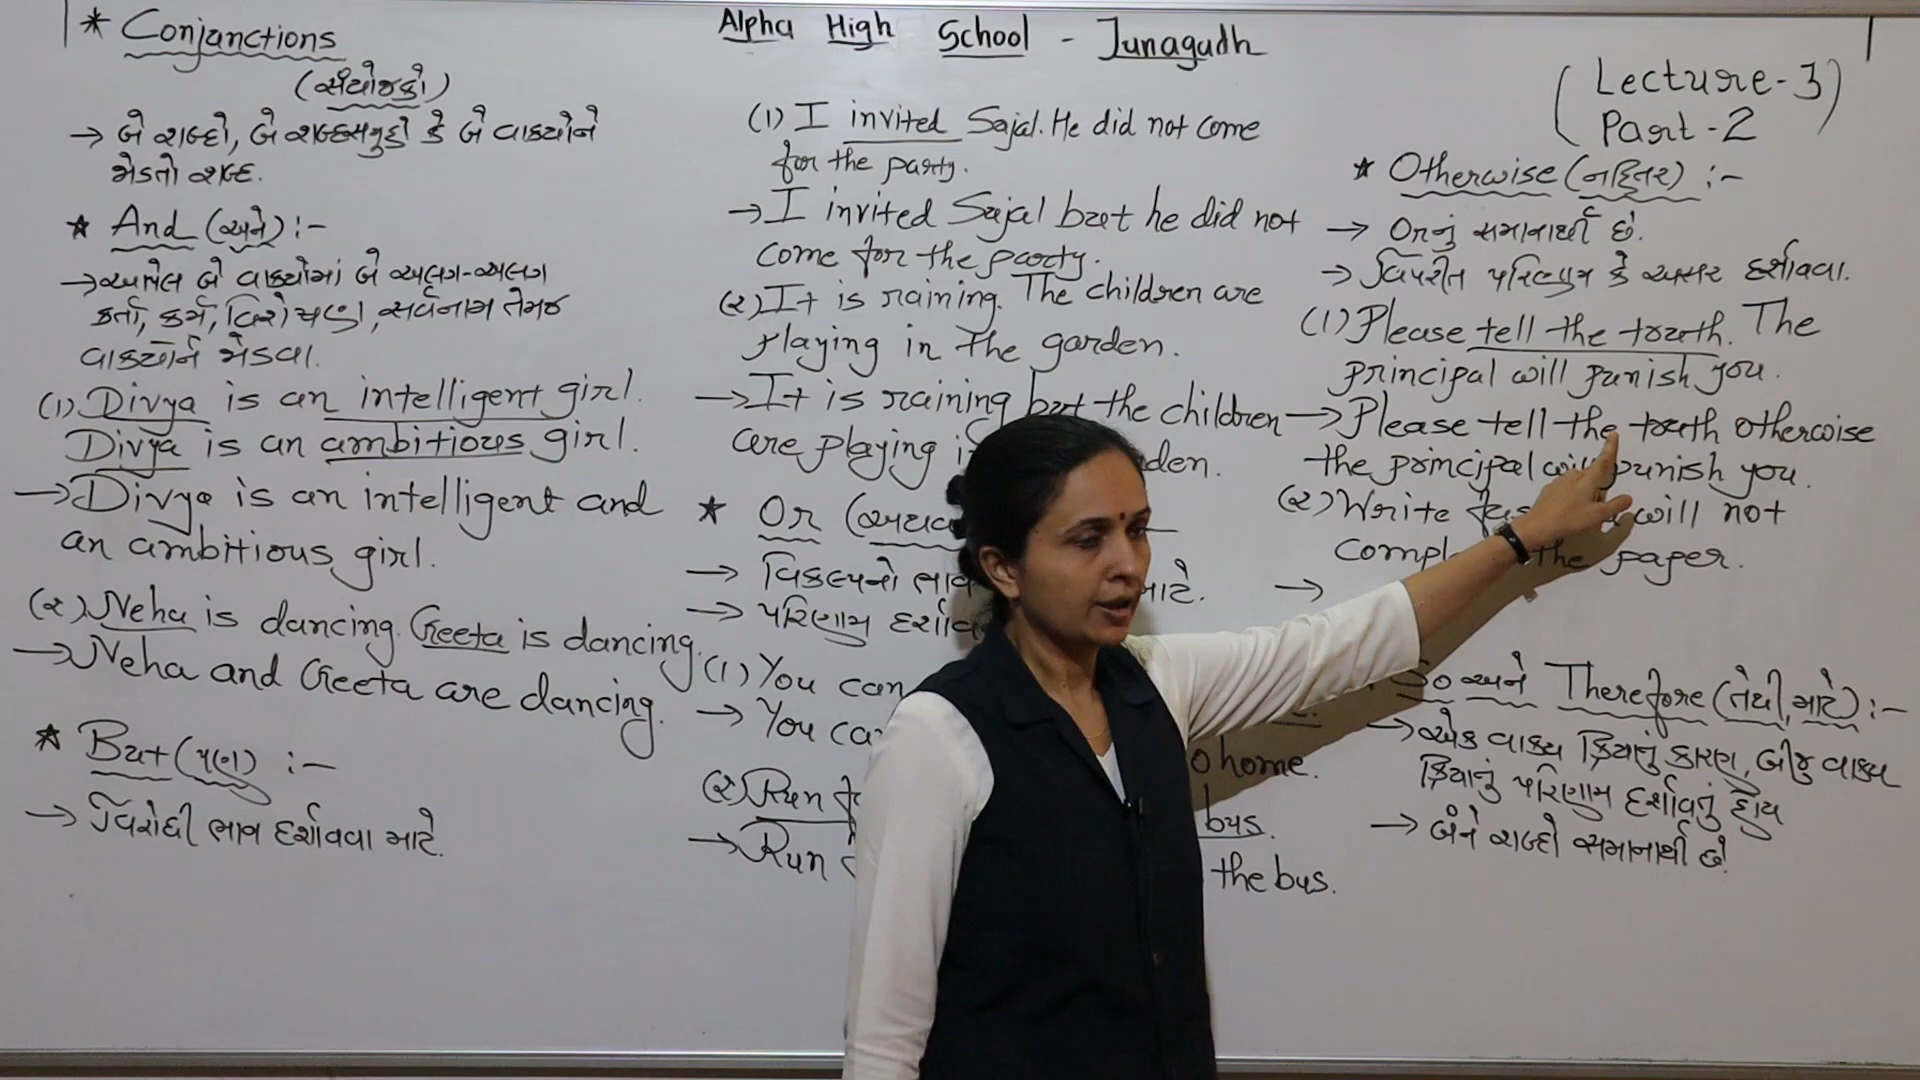 * Conjunctions
(સંયોજકો)
→ બે શબ્દો, બે શબ્દસમુહો કે બે વાક્યોને
જોડતો શબ્દ.
* And (અને) :-
→ આપેલ બે વાક્યોમાં બે અલગ-અલગ
કર્તા, કર્મ, વિશેષણ, સર્વનામ તેમજ
વાક્યોને જોડવા.
(1) Divya is an intelligent girl.
Divya is an ambitious girl.
→ Divya is an intelligent and
an ambitious girl.
(૨) Neha is dancing. Geeta is dancing.
→ Neha and Geeta are dancing.
* But (પણ) :-
→ વિરોધી ભાવ દર્શાવવા માટે.
Alpha High School - Junagadh
(1) I invited Sajal. He did not come
for the party.
→ I invited Sajal but he did not
come for the party.
(૨) It is raining. The children are
playing in the garden.
→ It is raining but the children
are playing
den.
* Or
→ વિકલ્પનો ભાવ માટે.
→ પરિણામ
(1) You can
→ You ca
home.
(૨) Run
bus.
→ Run
the bus.
(Lecture-3
Part-2)
* Otherwise (નહિતર) :-
→ Orનું સમાનાર્થી છે.
→ વિપરીત પરિણામ કે અસર દર્શાવવા.
(1) Please tell the truth. The
principal will punish you.
→ Please tell the truth otherwise
the principal will punish you.
(૨) Write will not
the paper.
→
So અને Therefore (તેથી, માટે) :-
→ એક વાક્ય ક્રિયાનું કારણ, બીજુ વાક્ય
ક્રિયાનું પરિણામ દર્શાવતું હોય
→ બંને શબ્દો સમાનાર્થી છે.